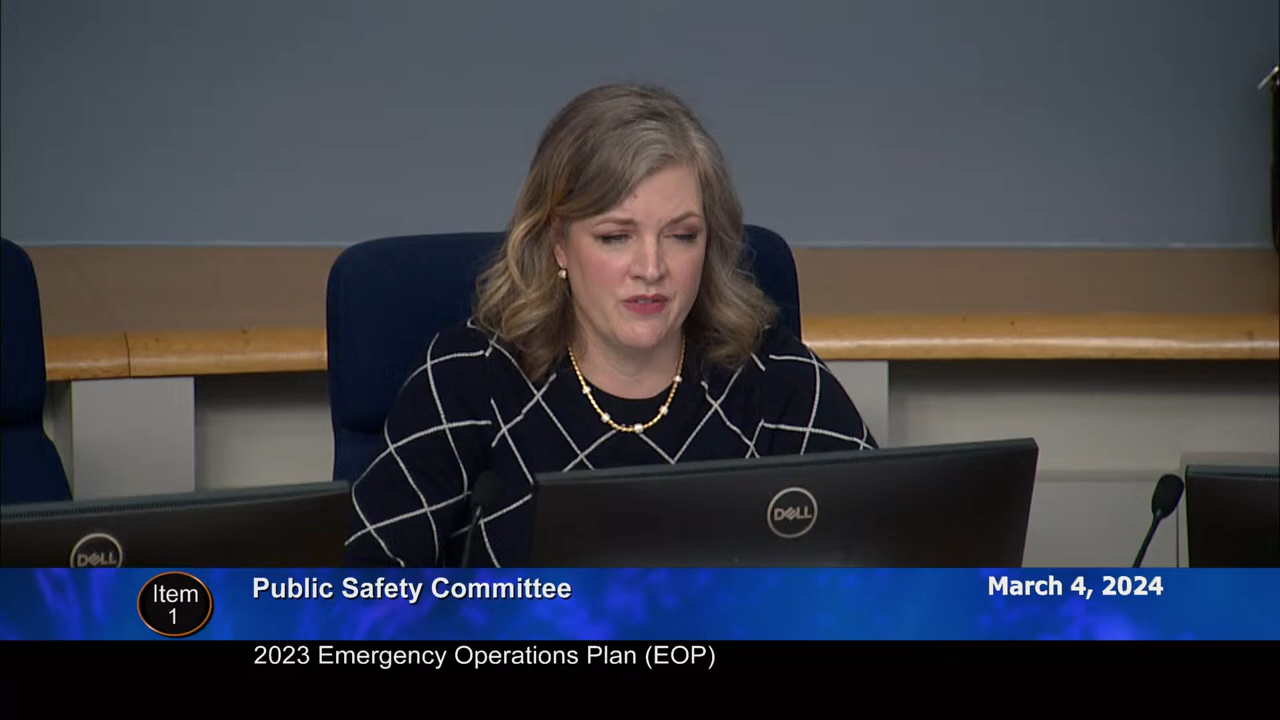 DELL
DELL
Item
1
Public Safety Committee
March 4, 2024
2023 Emergency Operations Plan (EOP)